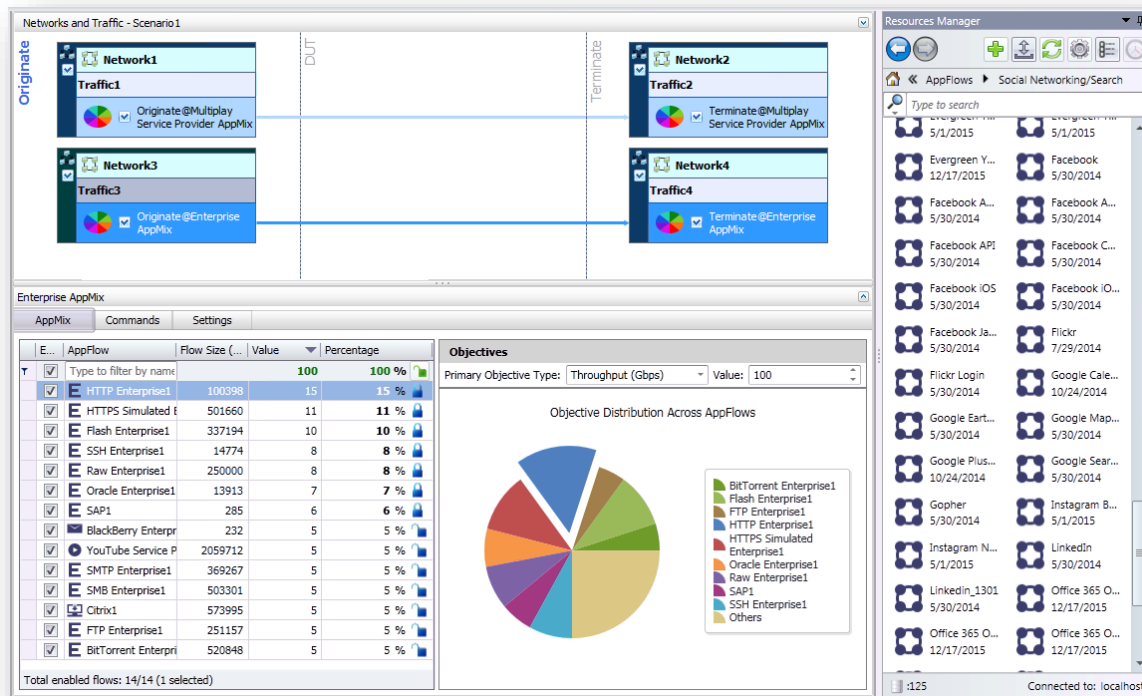 Networks and Traffic - Scenario1
Originate
DUT
Terminate
Network1
Traffic1
Originate@Multiplay
Service Provider AppMix
Network2
Traffic2
Terminate@Multiplay
Service Provider AppMix
Network3
Traffic3
Originate@Enterprise
AppMix
Network4
Traffic4
Terminate@Enterprise
AppMix
Enterprise AppMix
AppMix Commands Settings
E... AppFlow Flow Size (... Value Percentage
Type to filter by name 100 100 %
HTTP Enterprise1 100398 15 15 %
HTTPS Simulated E 501660 11 11 %
Flash Enterprise1 337194 10 10 %
SSH Enterprise1 14774 8 8 %
Raw Enterprise1 250000 8 8 %
Oracle Enterprise1 13913 7 7 %
SAP1 285 6 6 %
BlackBerry Enterpr 232 5 5 %
YouTube Service P 2059712 5 5 %
SMTP Enterprise1 369267 5 5 %
SMB Enterprise1 503301 5 5 %
Citrix1 573995 5 5 %
FTP Enterprise1 251157 5 5 %
BitTorrent Enterpri 520848 5 5 %
Total enabled flows: 14/14 (1 selected)
Objectives
Primary Objective Type: Throughput (Gbps) Value: 100
Objective Distribution Across AppFlows
BitTorrent Enterprise1
Flash Enterprise1
FTP Enterprise1
HTTP Enterprise1
HTTPS Simulated
Enterprise1
Oracle Enterprise1
Raw Enterprise1
SAP1
SSH Enterprise1
Others
Resources Manager
AppFlows Social Networking/Search
Type to search
5/1/2015 5/1/2015
Evergreen Y... Facebook
12/17/2015 5/30/2014
Facebook A... Facebook A...
5/30/2014 5/30/2014
Facebook API Facebook C...
5/30/2014 5/30/2014
Facebook iOS Facebook iO...
5/30/2014 5/30/2014
Facebook Ja... Flickr
5/30/2014 7/29/2014
Flickr Login Google Cale...
5/30/2014 10/24/2014
Google Eart... Google Map...
5/30/2014 5/30/2014
Google Plus... Google Sear...
10/24/2014 5/30/2014
Gopher Instagram B...
5/30/2014 5/1/2015
Instagram N... LinkedIn
5/1/2015 5/30/2014
Linkedin_1301 Office 365 O...
5/30/2014 12/17/2015
Office 365 O... Office 365 O...
12/17/2015 12/17/2015
:125 Connected to: localhost